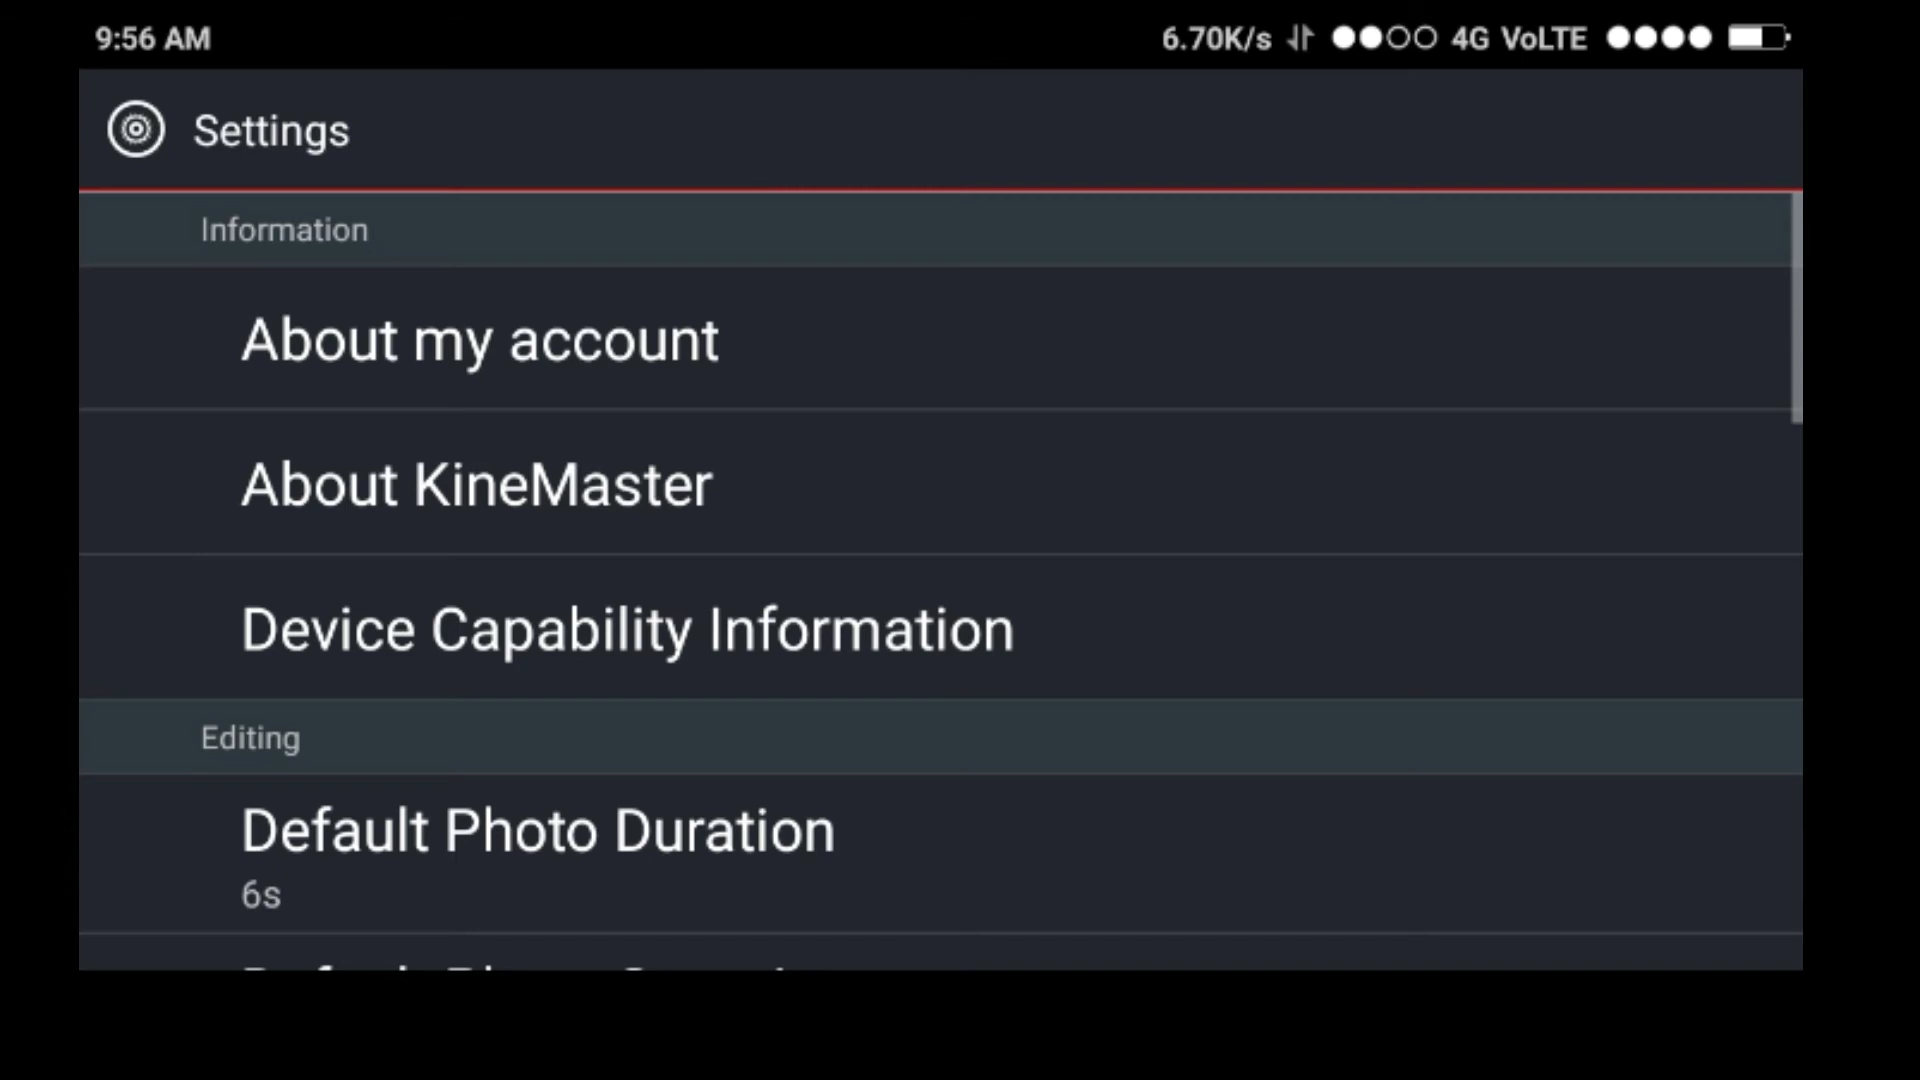 9:56 AM
6.70K/s 4G VoLTE
Settings
Information
About my account
About KineMaster
Device Capability Information
Editing
Default Photo Duration
6s